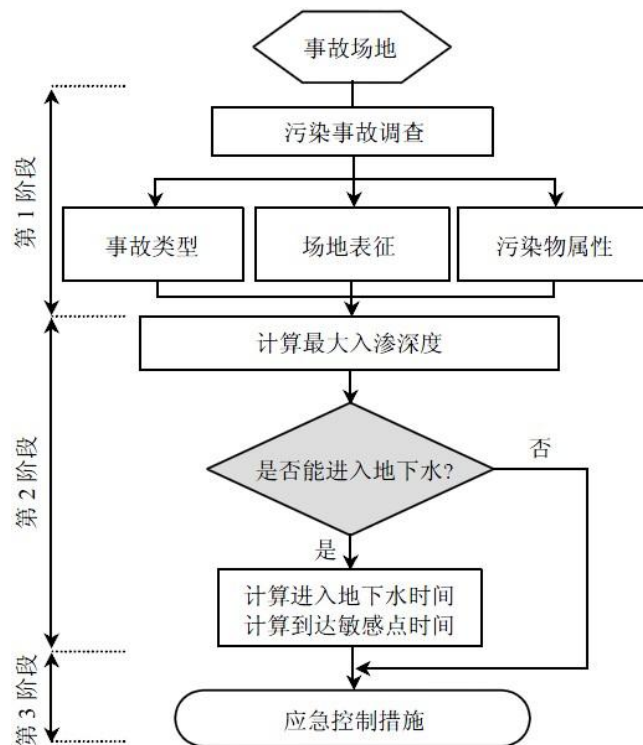 事故场地
第1阶段
污染事故调查
事故类型
场地表征
污染物属性
第2阶段
计算最大入渗深度
是否能进入地下水?
否
是
计算进入地下水时间
计算到达敏感点时间
第3阶段
应急控制措施